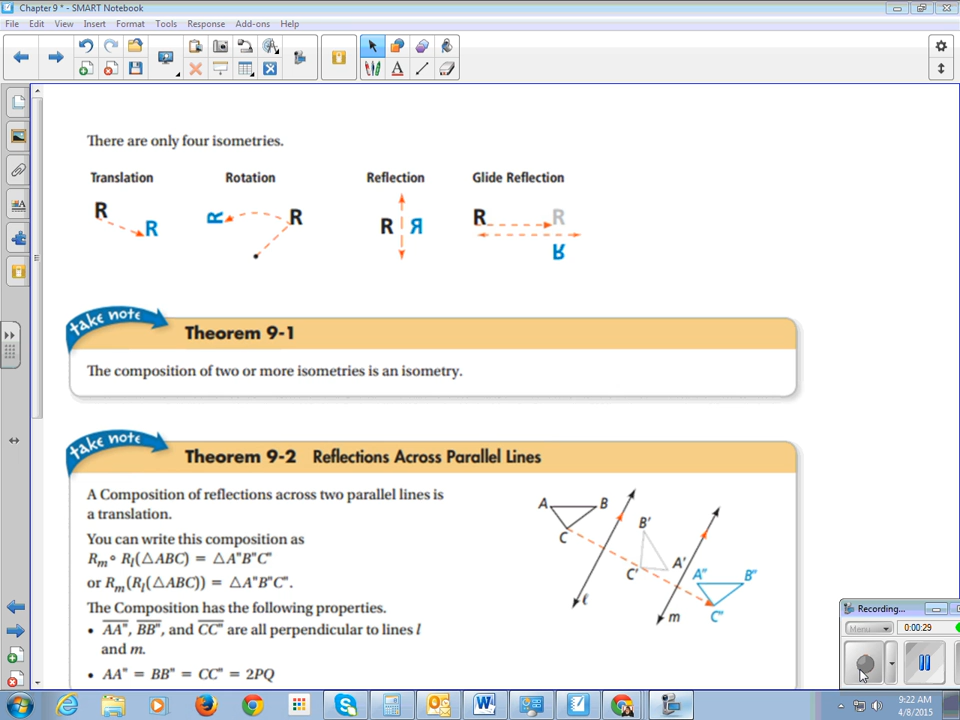 Chapter 9 * - SMART Notebook
File Edit View Insert Format Tools Response Add-ons Help
There are only four isometries.
Translation Rotation Reflection Glide Reflection
R R R R R R R R R
take note
Theorem 9-1
The composition of two or more isometries is an isometry.
take note
Theorem 9-2 Reflections Across Parallel Lines
A Composition of reflections across two parallel lines is
a translation.
You can write this composition as
Rm ∘ Rl(△ABC) = △A"B"C"
or Rm(Rl(△ABC)) = △A"B"C".
The Composition has the following properties.
• AA", BB", and CC" are all perpendicular to lines l
and m.
• AA" = BB" = CC" = 2PQ
A B
C
B'
C' A'
A" B"
C"
ℓ
m
Recording...
Menu 0:00:29
9:22 AM
4/8/2015